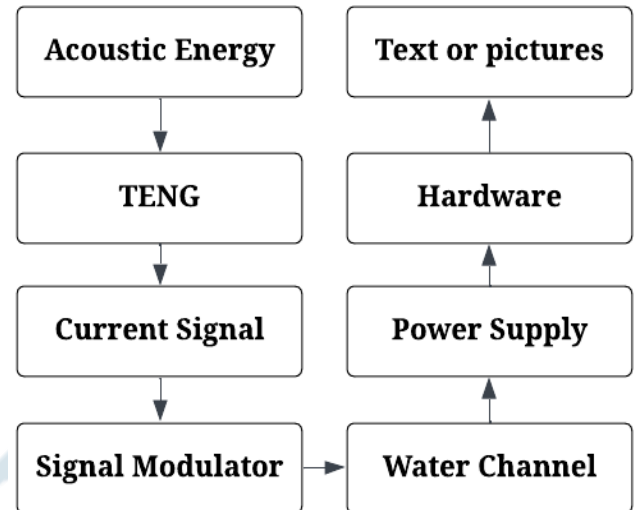 Acoustic Energy
TENG
Current Signal
Signal Modulator
Water Channel
Power Supply
Hardware
Text or pictures